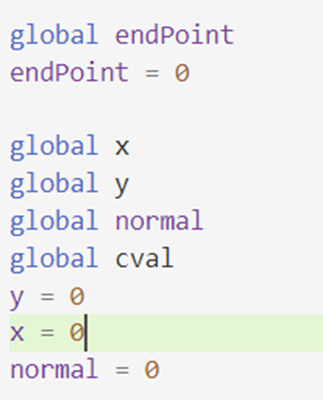 global endPoint
endPoint = 0
global x
global y
global normal
global cval
y = 0
x = 0
normal = 0